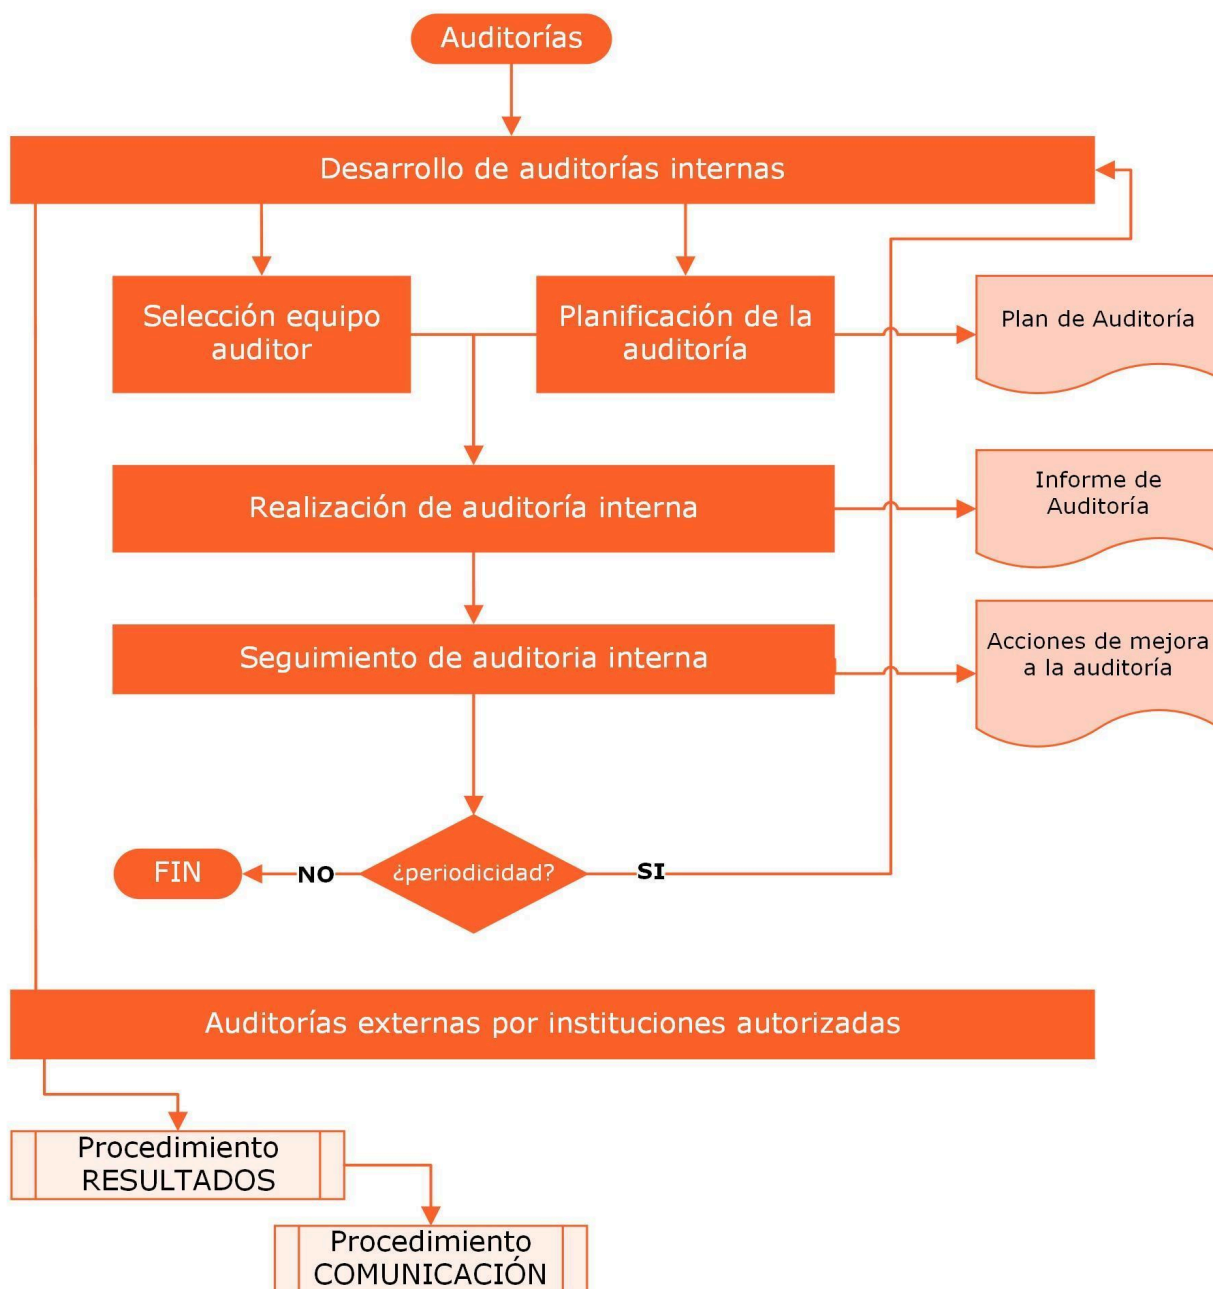 Auditorías
Desarrollo de auditorías internas
Selección equipo
auditor
Planificación de la
auditoría
Plan de Auditoría
Realización de auditoría interna
Informe de
Auditoría
Seguimiento de auditoria interna
Acciones de mejora
a la auditoría
FIN
NO
¿periodicidad?
SI
Auditorías externas por instituciones autorizadas
Procedimiento
RESULTADOS
Procedimiento
COMUNICACIÓN